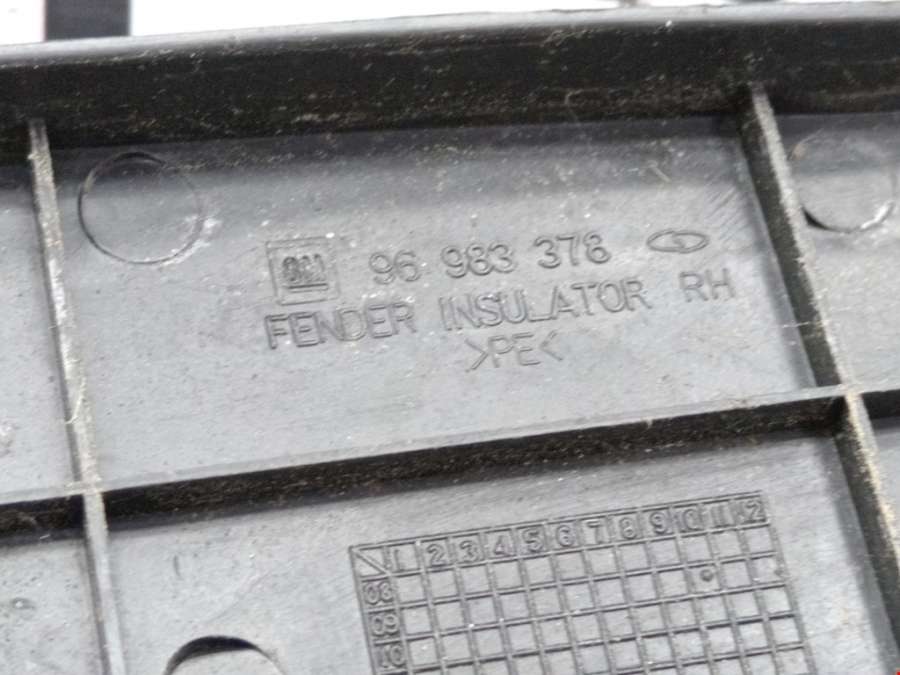 GM 96 983 378
FENDER INSULATOR RH
>PE<
1 2 3 4 5 6 7 8 9 10 11 12
08
09
10